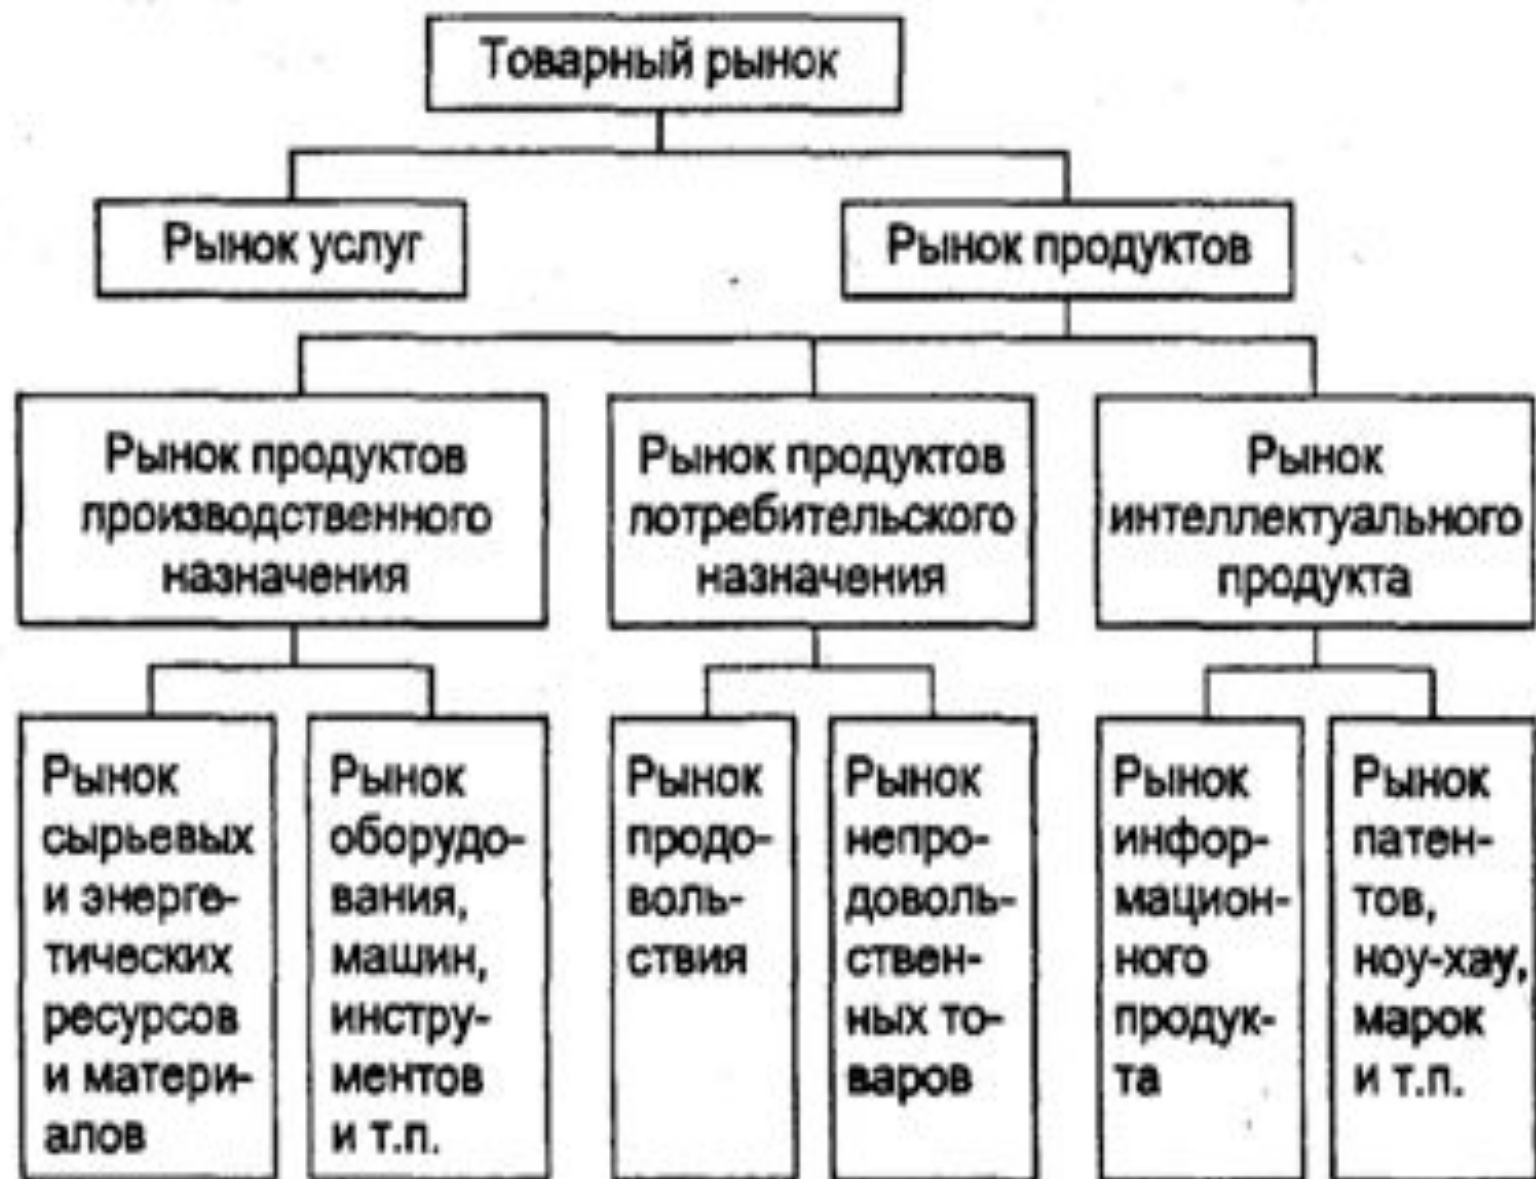 Товарный рынок
Рынок услуг
Рынок продуктов
Рынок продуктов
производственного
назначения
Рынок продуктов
потребительского
назначения
Рынок
интеллектуального
продукта
Рынок
сырьевых
и энерге-
тических
ресурсов
и матери-
алов
Рынок
оборудо-
вания,
машин,
инстру-
ментов
и т.п.
Рынок
продо-
воль-
ствия
Рынок
непро-
доволь-
ствен-
ных то-
варов
Рынок
инфор-
мацион-
ного
продук-
та
Рынок
патен-
тов,
ноу-хау,
марок
и т.п.